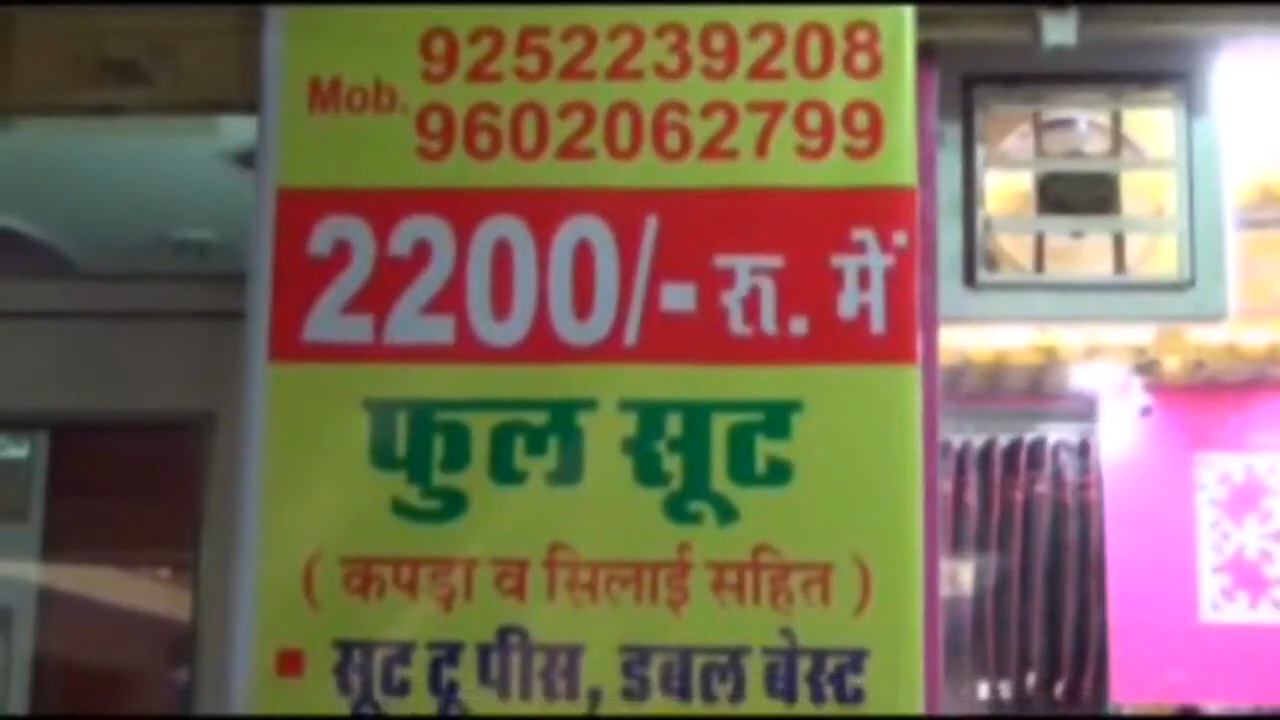 9252239208
Mob.
9602062799
2200/- रु. में
फुल सूट
( कपड़ा व सिलाई सहित )
▪ सूट टू पीस, डबल बेस्ट